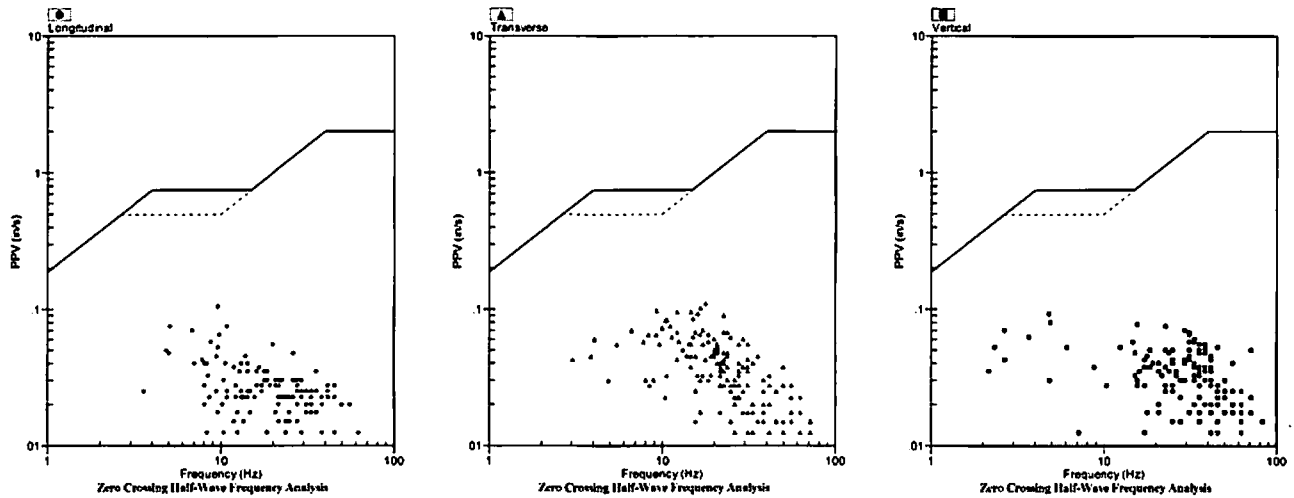 Longitudinal
Transverse
Vertical
10
1
.1
01
PPV (in/s)
1
10
100
Frequency (Hz)
Zero Crossing Half-Wave Frequency Analysis
10
1
.1
01
PPV (in/s)
1
10
100
Frequency (Hz)
Zero Crossing Half-Wave Frequency Analysis
10
1
.1
01
PPV (in/s)
1
10
100
Frequency (Hz)
Zero Crossing Half-Wave Frequency Analysis